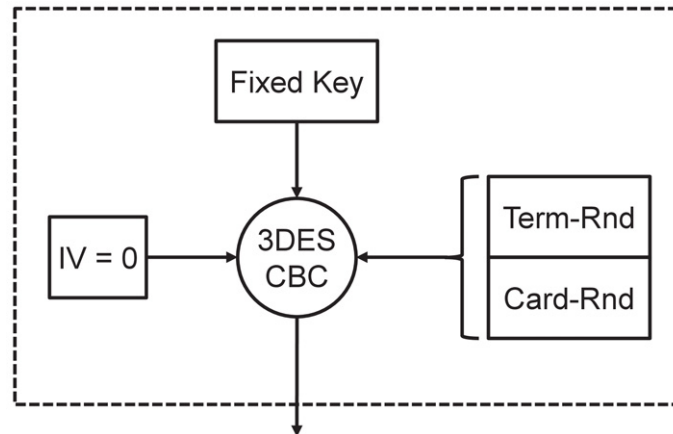 Fixed Key
IV = 0
3DES
CBC
Term-Rnd
Card-Rnd